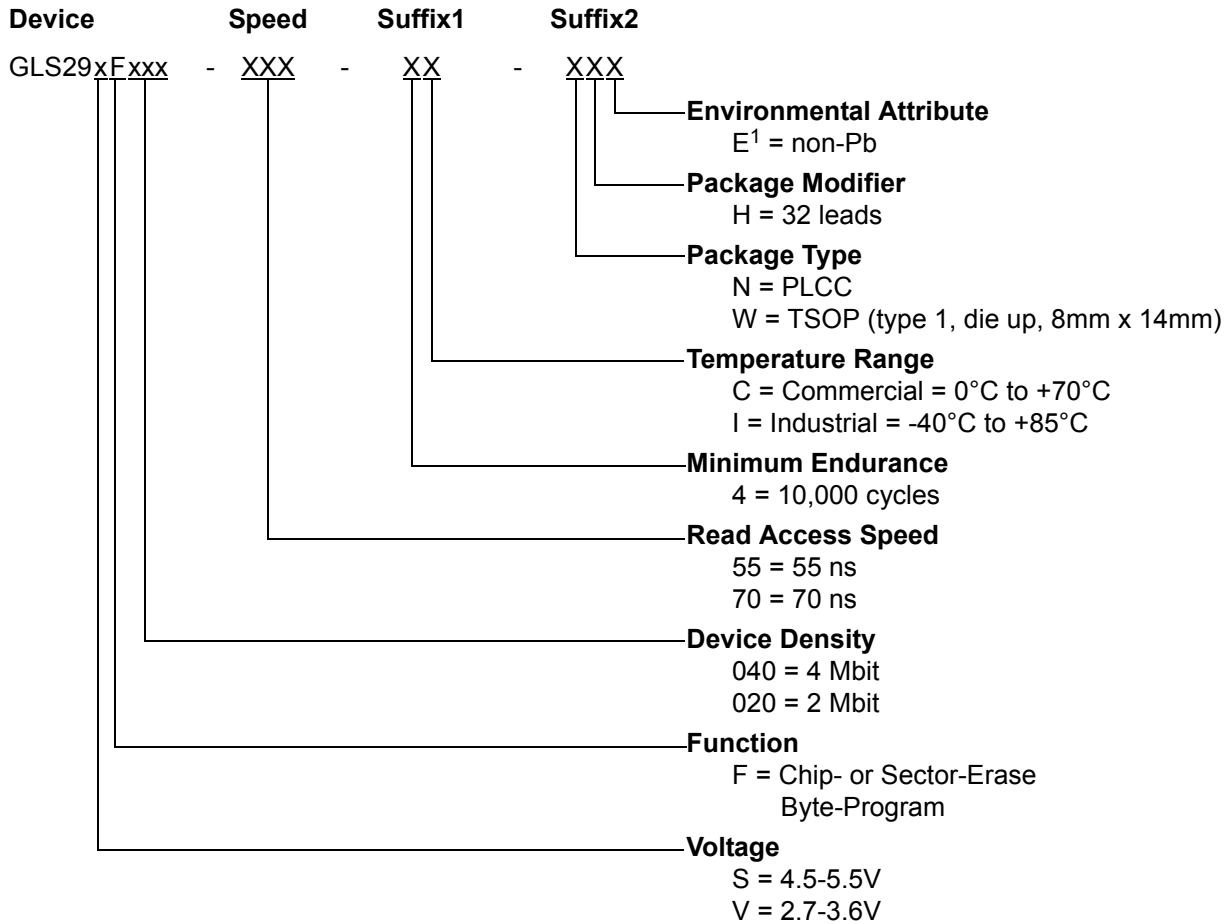 Device Speed Suffix1 Suffix2
GLS29xFxxx - XXX - XX - XXX
Environmental Attribute
E1 = non-Pb
Package Modifier
H = 32 leads
Package Type
N = PLCC
W = TSOP (type 1, die up, 8mm x 14mm)
Temperature Range
C = Commercial = 0°C to +70°C
I = Industrial = -40°C to +85°C
Minimum Endurance
4 = 10,000 cycles
Read Access Speed
55 = 55 ns
70 = 70 ns
Device Density
040 = 4 Mbit
020 = 2 Mbit
Function
F = Chip- or Sector-Erase
Byte-Program
Voltage
S = 4.5-5.5V
V = 2.7-3.6V